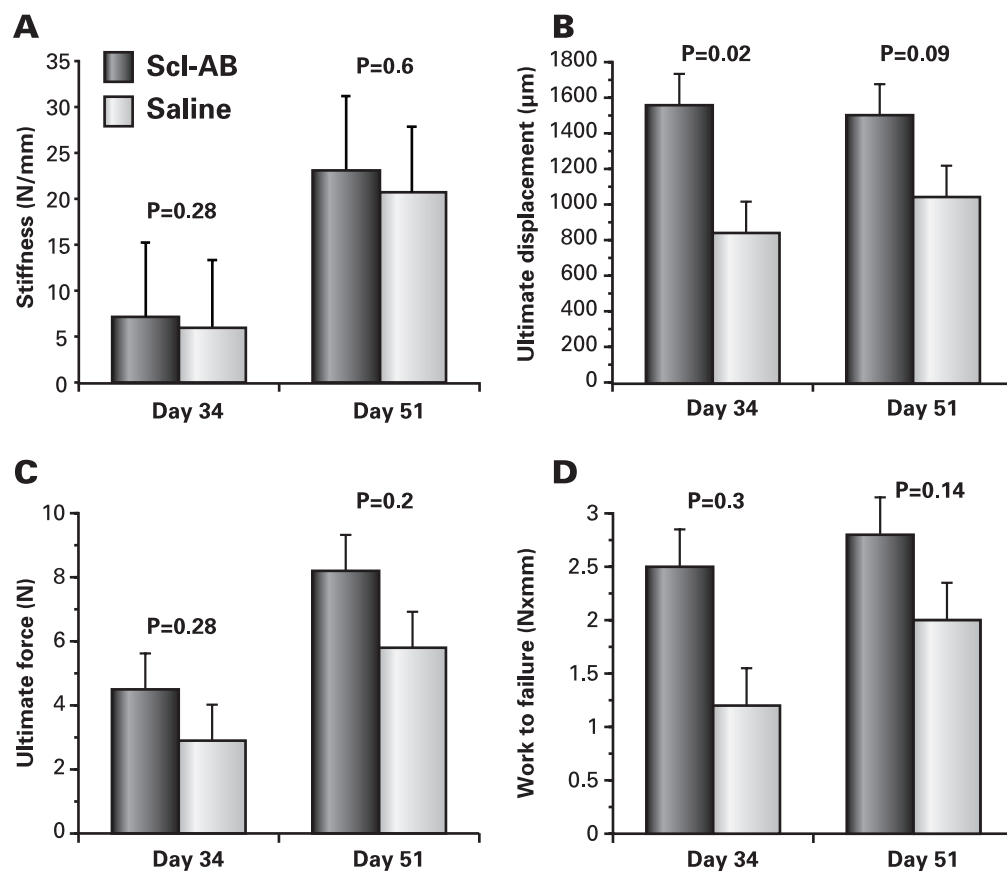 A
Stiffness (N/mm)
35
30
25
20
15
10
5
0
Scl-AB
Saline
P=0.28
P=0.6
Day 34
Day 51
B
Ultimate displacement (µm)
1800
1600
1400
1200
1000
800
600
400
200
0
P=0.02
P=0.09
Day 34
Day 51
C
Ultimate force (N)
10
8
6
4
2
0
P=0.28
P=0.2
Day 34
Day 51
D
Work to failure (Nxmm)
3
2.5
2
1.5
1
0.5
0
P=0.3
P=0.14
Day 34
Day 51